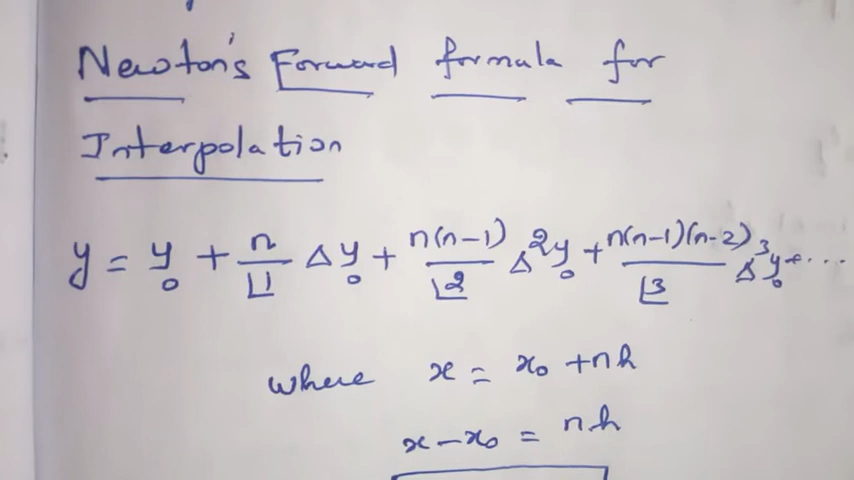 Newton's Forward formula for
Interpolation
y = y₀ + n/⌊1 Δy₀ + n(n-1)/⌊2 Δ²y₀ + n(n-1)(n-2)/⌊3 Δ³y₀ + ...
where x = x₀ + nh
x - x₀ = nh